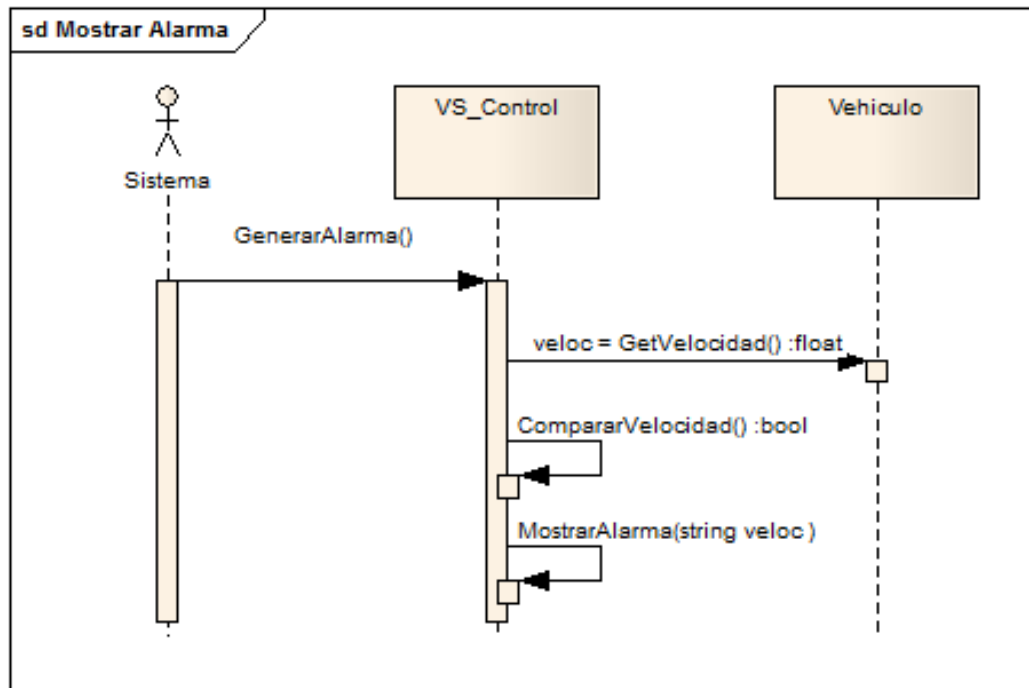 sd Mostrar Alarma
VS_Control
Vehiculo
Sistema
GenerarAlarma()
veloc = GetVelocidad() :float
CompararVelocidad() :bool
MostrarAlarma(string veloc )